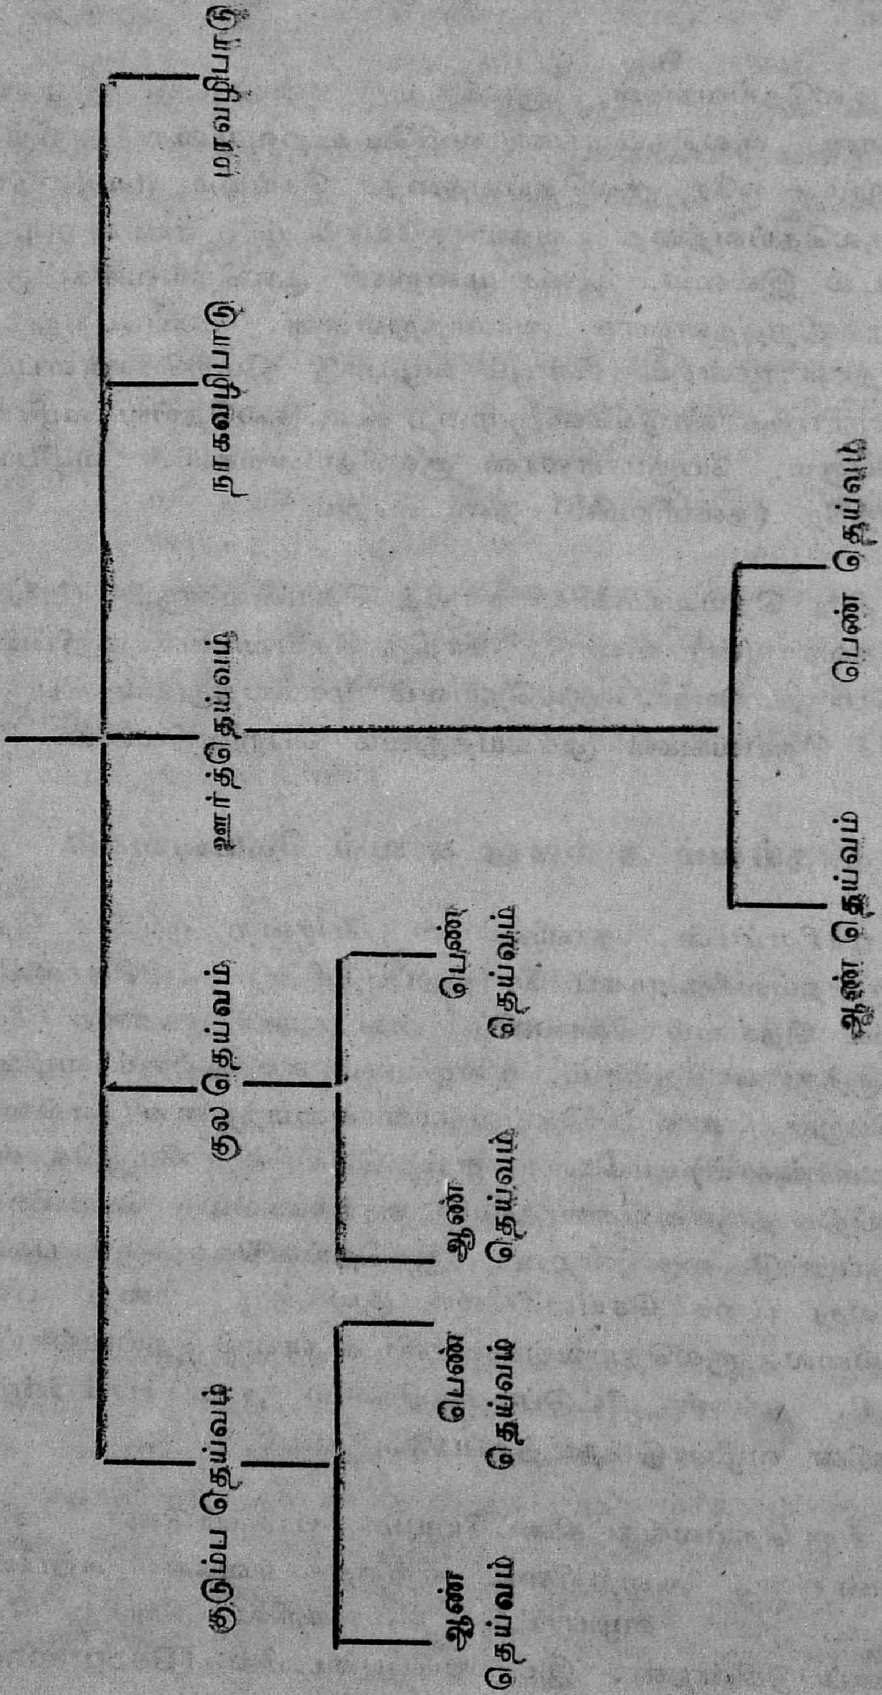 குடும்ப தெய்வம்
குல தெய்வம்
ஊர்த்தெய்வம்
நாகவழிபாடு
மரவழிபாடு
ஆண்
தெய்வம்
பெண்
தெய்வம்
ஆண்
தெய்வம்
பெண்
தெய்வம்
ஆண் தெய்வம்
பெண் தெய்வம்